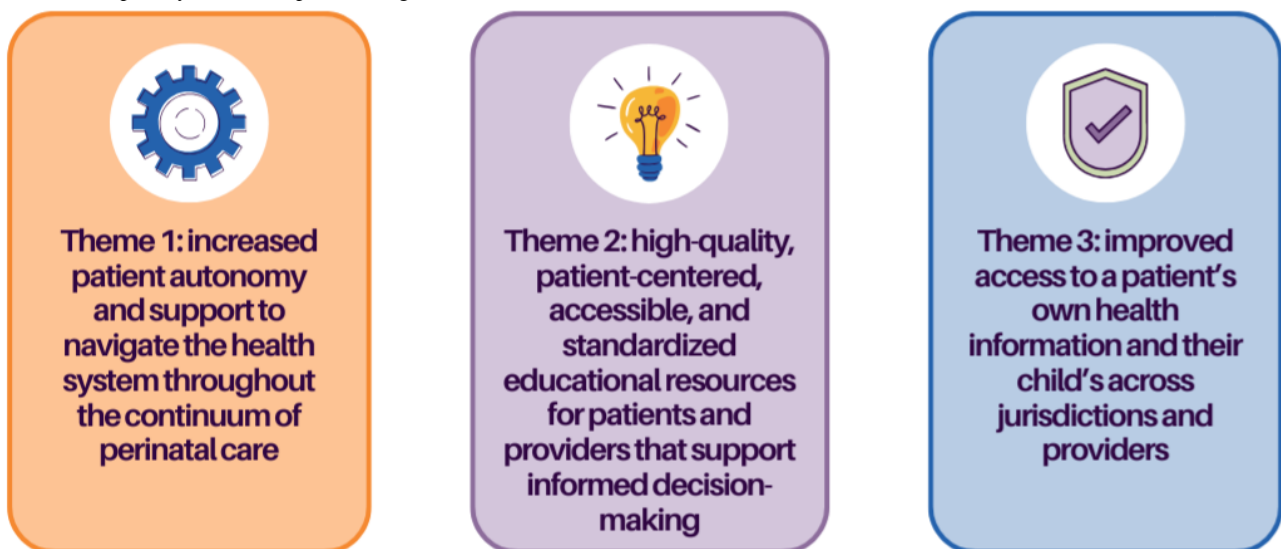 Theme 1: increased
patient autonomy
and support to
navigate the health
system throughout
the continuum of
perinatal care
Theme 2: high-quality,
patient-centered,
accessible, and
standardized
educational resources
for patients and
providers that support
informed decision-
making
Theme 3: improved
access to a patient’s
own health
information and their
child’s across
jurisdictions and
providers